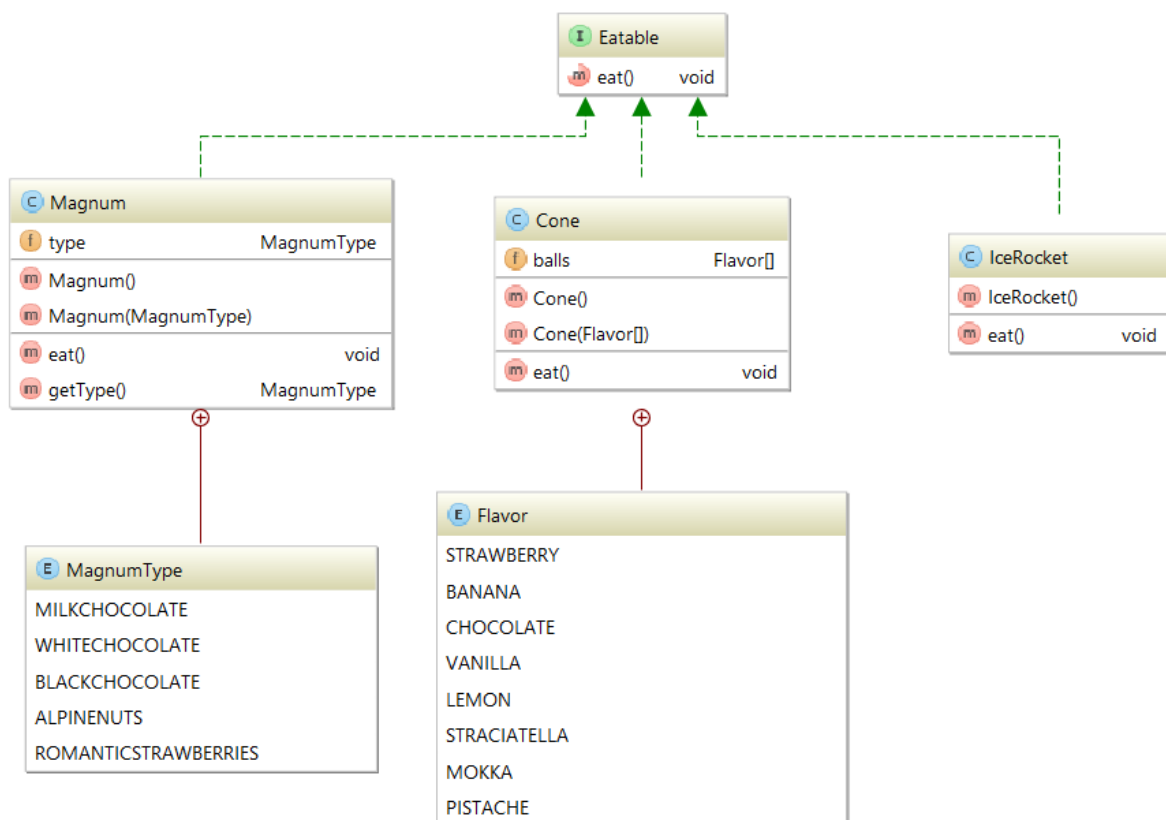 I Eatable
m eat() void
C Magnum
f type MagnumType
m Magnum()
m Magnum(MagnumType)
m eat() void
m getType() MagnumType
C Cone
f balls Flavor[]
m Cone()
m Cone(Flavor[])
m eat() void
C IceRocket
m IceRocket()
m eat() void
E MagnumType
MILKCHOCOLATE
WHITECHOCOLATE
BLACKCHOCOLATE
ALPINENUTS
ROMANTICSTRAWBERRIES
E Flavor
STRAWBERRY
BANANA
CHOCOLATE
VANILLA
LEMON
STRACIATELLA
MOKKA
PISTACHE